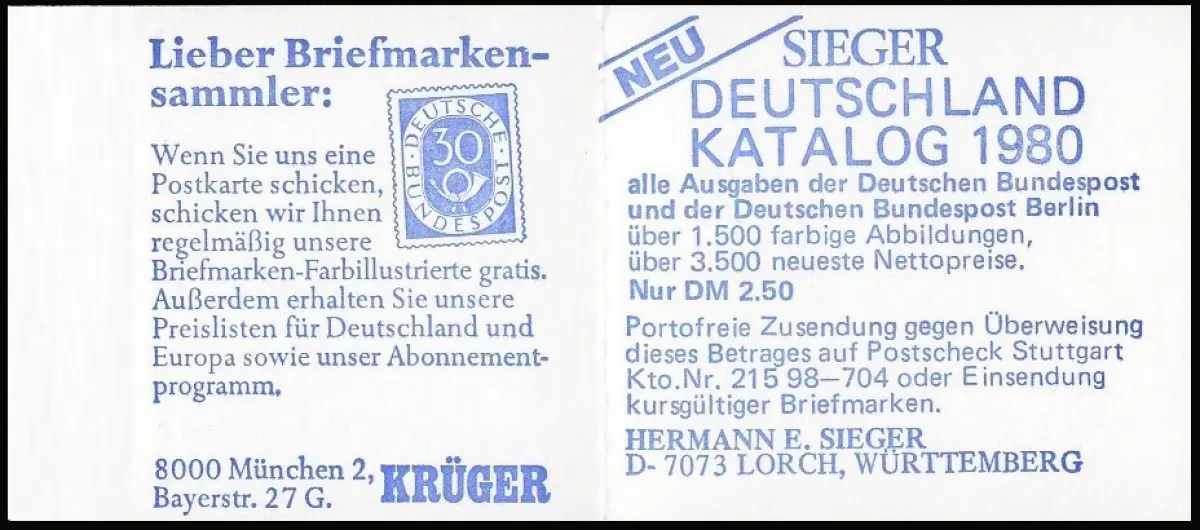 Lieber Briefmarken-
sammler:
DEUTSCHE BUNDESPOST
30
Wenn Sie uns eine
Postkarte schicken,
schicken wir Ihnen
regelmäßig unsere
Briefmarken-Farbillustrierte gratis.
Außerdem erhalten Sie unsere
Preislisten für Deutschland und
Europa sowie unser Abonnement-
programm.
8000 München 2,
Bayerstr. 27 G.
KRÜGER
NEU
SIEGER
DEUTSCHLAND
KATALOG 1980
alle Ausgaben der Deutschen Bundespost
und der Deutschen Bundespost Berlin
über 1.500 farbige Abbildungen,
über 3.500 neueste Nettopreise.
Nur DM 2.50
Portofreie Zusendung gegen Überweisung
dieses Betrages auf Postscheck Stuttgart
Kto.Nr. 215 98–704 oder Einsendung
kursgültiger Briefmarken.
HERMANN E. SIEGER
D- 7073 LORCH, WÜRTTEMBERG